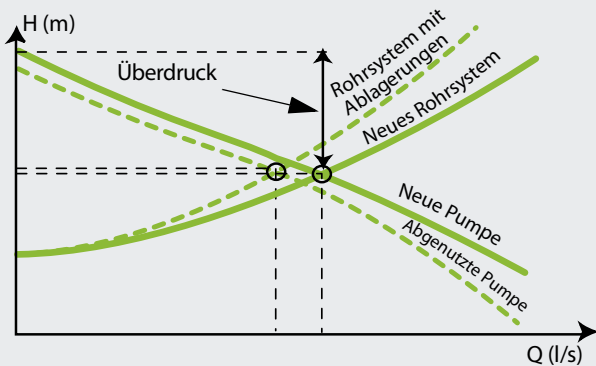 H (m)
Überdruck
Rohrsystem mit
Ablagerungen
Neues Rohrsystem
Neue Pumpe
Abgenutzte Pumpe
Q (l/s)